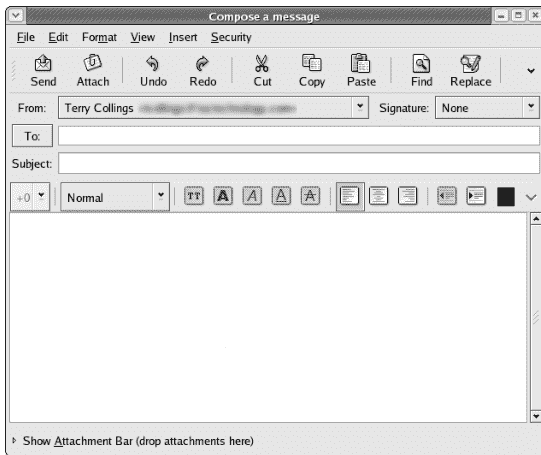 Compose a message
File Edit Format View Insert Security
Send Attach Undo Redo Cut Copy Paste Find Replace
From: Terry Collings Signature: None
To:
Subject:
+0 Normal TT A A A A
Show Attachment Bar (drop attachments here)